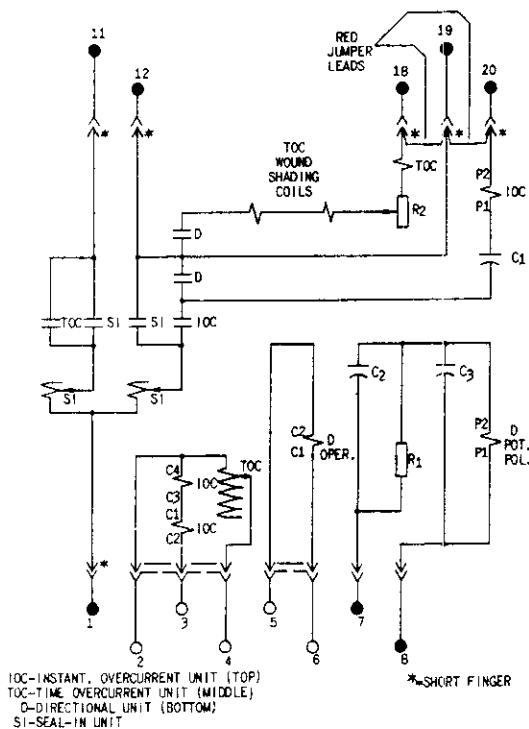 11
12
RED
JUMPER
LEADS
18
19
20
*
*
*
*
*
TOC
WOUND
SHADING
COILS
TOC
P2
IOC
P1
R2
D
D
C1
TOC
SI
SI
IOC
SI
SI
C2
C1
D
OPER.
C2
R1
C3
P2
P1
D
POT.
POL.
C4
IOC
C3
C1
IOC
C2
TOC
*
1
2
3
4
5
6
7
8
IOC-INSTANT. OVERCURRENT UNIT (TOP)
TOC-TIME OVERCURRENT UNIT (MIDDLE)
D-DIRECTIONAL UNIT (BOTTOM)
SI-SEAL-IN UNIT
*=SHORT FINGER